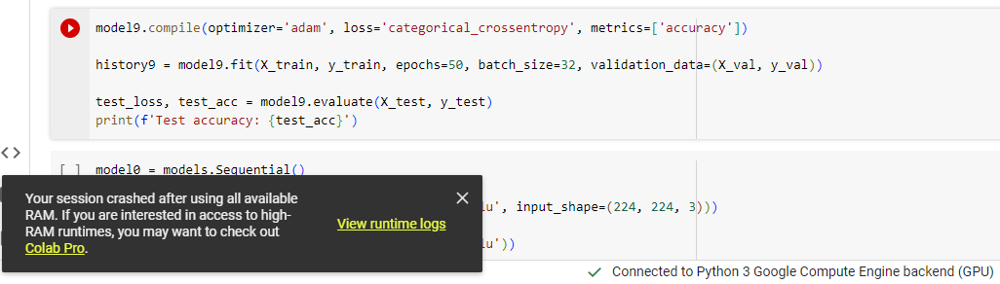 model9.compile(optimizer='adam', loss='categorical_crossentropy', metrics=['accuracy'])
history9 = model9.fit(X_train, y_train, epochs=50, batch_size=32, validation_data=(X_val, y_val))
test_loss, test_acc = model9.evaluate(X_test, y_test)
print(f'Test accuracy: {test_acc}')
<>
[ ] model0 = models.Sequential()
lu', input_shape=(224, 224, 3)))
lu'))
Your session crashed after using all available
RAM. If you are interested in access to high-
RAM runtimes, you may want to check out
Colab Pro.
View runtime logs
Connected to Python 3 Google Compute Engine backend (GPU)